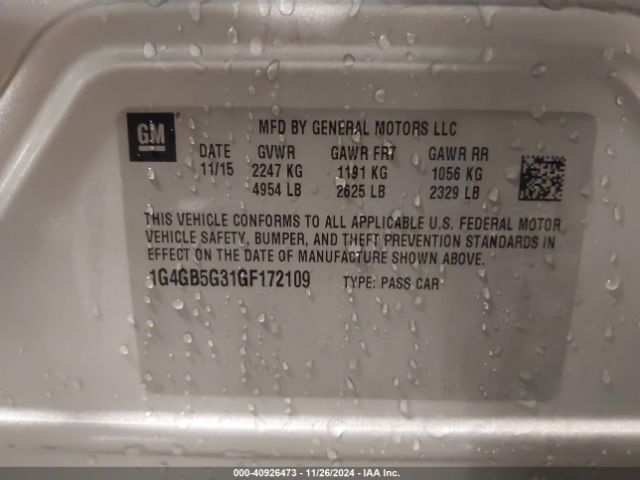 GM
MFD BY GENERAL MOTORS LLC
DATE GVWR GAWR FRT GAWR RR
11/15 2247 KG 1191 KG 1056 KG
4954 LB 2625 LB 2329 LB
THIS VEHICLE CONFORMS TO ALL APPLICABLE U.S. FEDERAL MOTOR
VEHICLE SAFETY, BUMPER, AND THEFT PREVENTION STANDARDS IN
EFFECT ON THE DATE OF MANUFACTURE SHOWN ABOVE.
1G4GB5G31GF172109 TYPE: PASS CAR
000-40926473 - 11/26/2024 - IAA Inc.